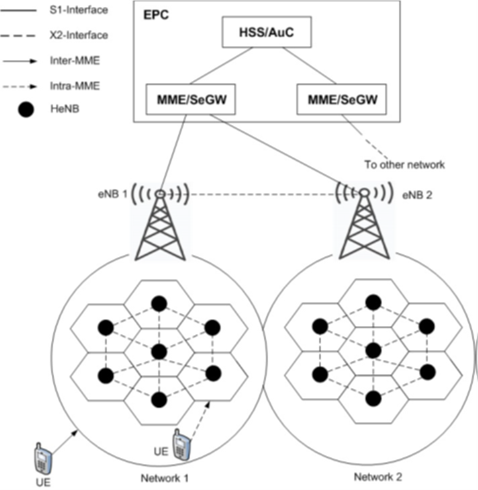 S1-Interface
X2-Interface
Inter-MME
Intra-MME
HeNB
EPC
HSS/AuC
MME/SeGW
MME/SeGW
To other network
eNB 1
eNB 2
UE
UE
Network 1
Network 2